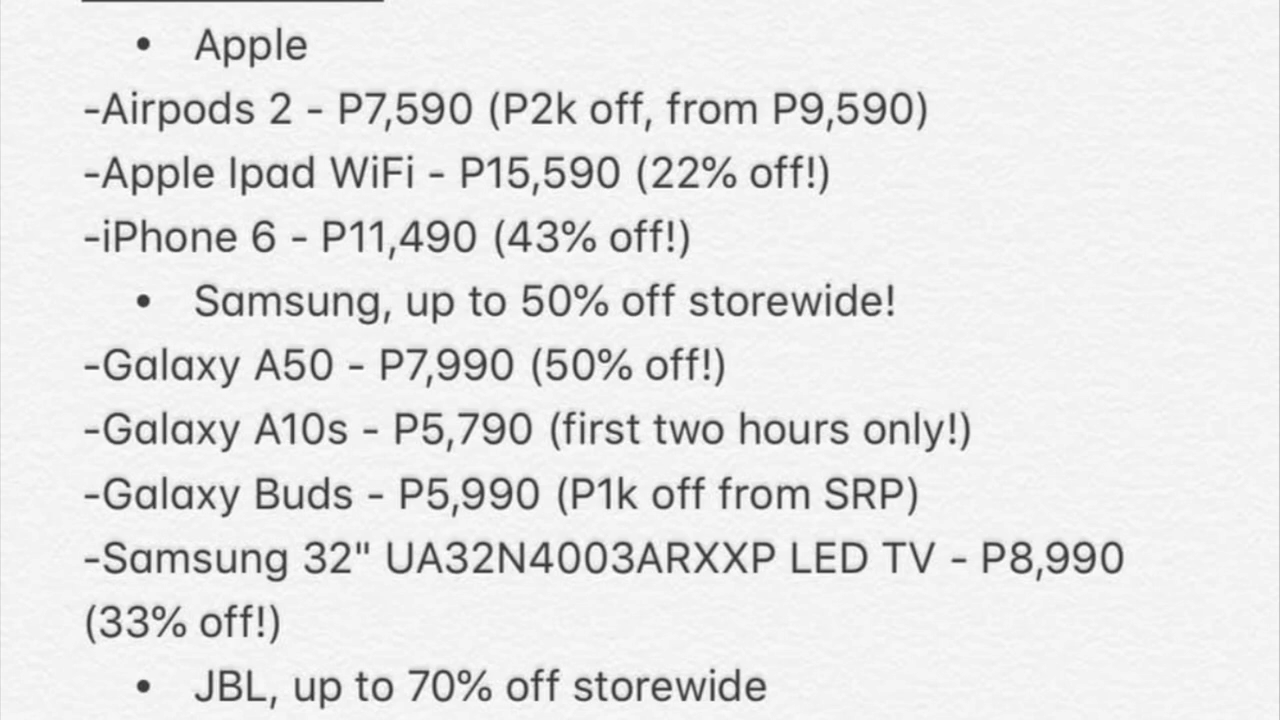 • Apple
-Airpods 2 - P7,590 (P2k off, from P9,590)
-Apple Ipad WiFi - P15,590 (22% off!)
-iPhone 6 - P11,490 (43% off!)
• Samsung, up to 50% off storewide!
-Galaxy A50 - P7,990 (50% off!)
-Galaxy A10s - P5,790 (first two hours only!)
-Galaxy Buds - P5,990 (P1k off from SRP)
-Samsung 32" UA32N4003ARXXP LED TV - P8,990
(33% off!)
• JBL, up to 70% off storewide